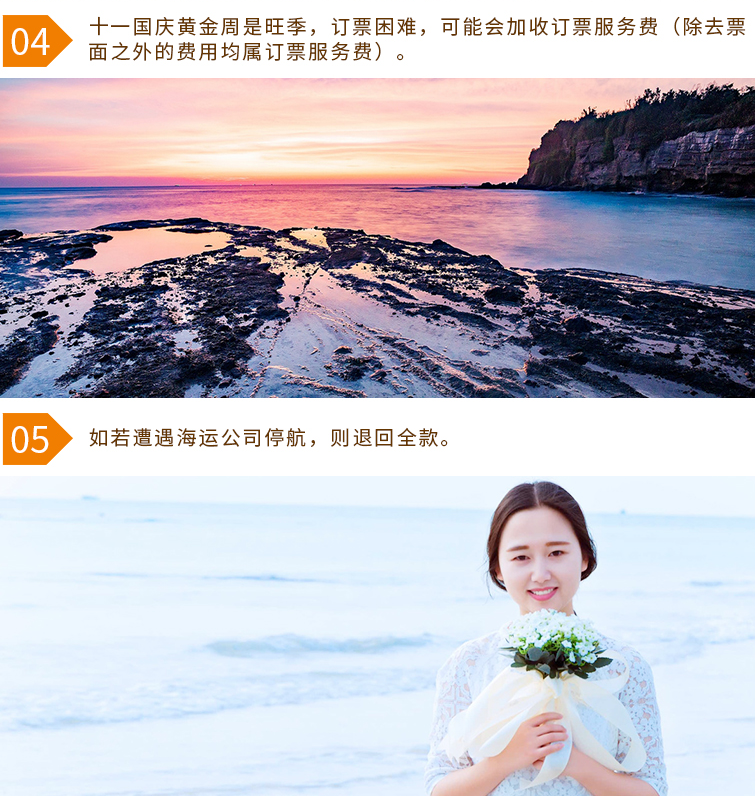 04
十一国庆黄金周是旺季，订票困难，可能会加收订票服务费（除去票
面之外的费用均属订票服务费）。
05
如若遭遇海运公司停航，则退回全款。